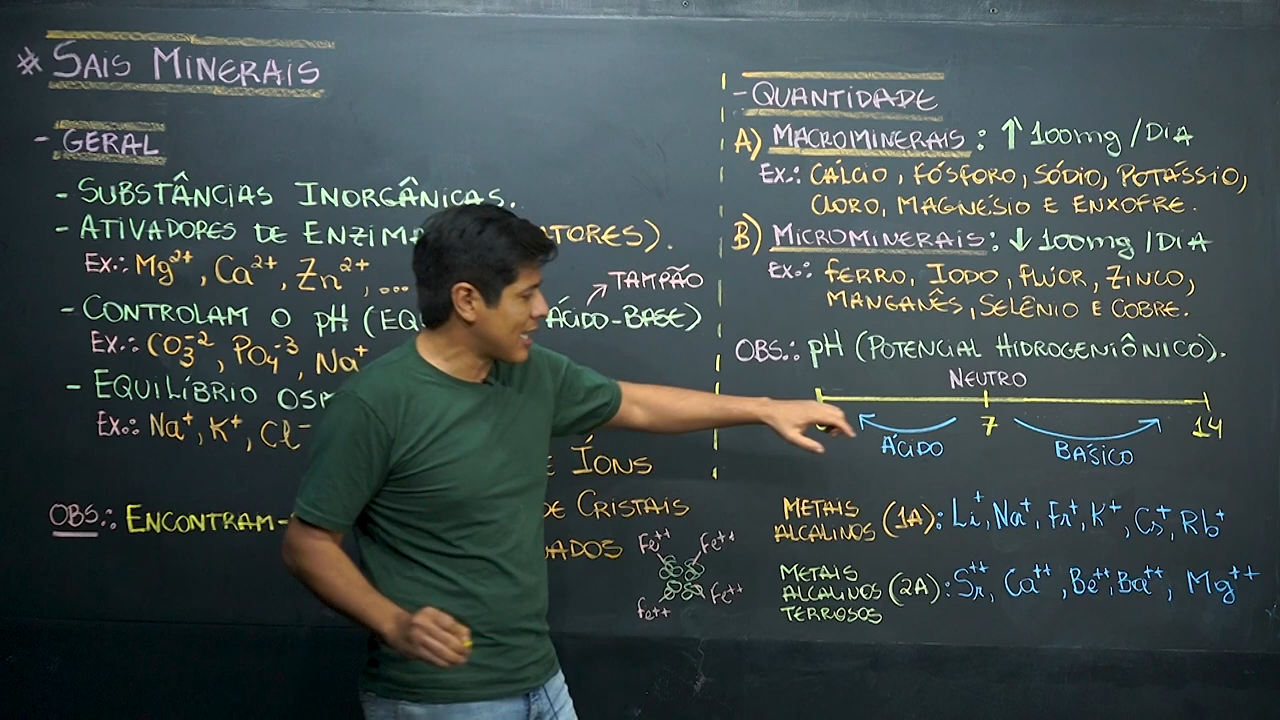 * SAIS MINERAIS
- GERAL
- SUBSTÂNCIAS INORGÂNICAS.
- ATIVADORES DE ENZIMA TORES).
EX.: Mg²⁺, Ca²⁺, Zn²⁺, ...
TAMPÃO
- CONTROLAM O pH (EQ ÁCIDO-BASE)
EX.: CO₃⁻², PO₄⁻³, Na⁺
- EQUILÍBRIO OS
EX.: Na⁺, K⁺, Cl⁻
ÍONS
OBS.: ENCONTRAM- DE CRISTAIS
ADOS
Fe⁺⁺ Fe⁺⁺
Fe⁺⁺ Fe⁺⁺
- QUANTIDADE
A) MACROMINERAIS: ↑ 100mg/DIA
EX.: CÁLCIO, FÓSFORO, SÓDIO, POTÁSSIO,
CLORO, MAGNÉSIO E ENXOFRE.
B) MICROMINERAIS: ↓ 100mg/DIA
EX.: FERRO, IODO, FLÚOR, ZINCO,
MANGANÊS, SELÊNIO E COBRE.
OBS.: pH (POTENCIAL HIDROGENIÔNICO).
NEUTRO
7 14
ÁCIDO BÁSICO
METAIS
ALCALINOS (1A): Li⁺, Na⁺, Fr⁺, K⁺, Cs⁺, Rb⁺
METAIS
ALCALINOS (2A): Sr⁺⁺, Ca⁺⁺, Be⁺⁺, Ba⁺⁺, Mg⁺⁺
TERROSOS